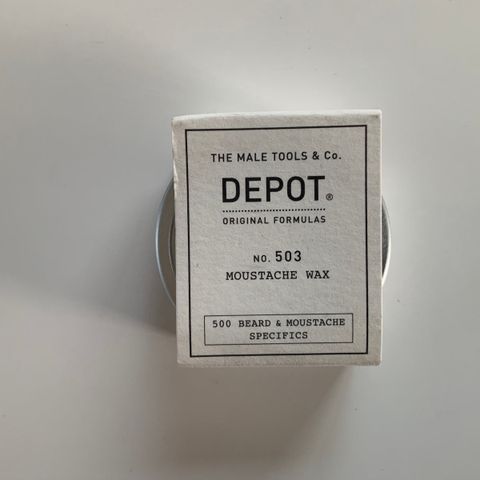 THE MALE TOOLS & Co.
DEPOT®
ORIGINAL FORMULAS
NO. 503
MOUSTACHE WAX
500 BEARD & MOUSTACHE
SPECIFICS